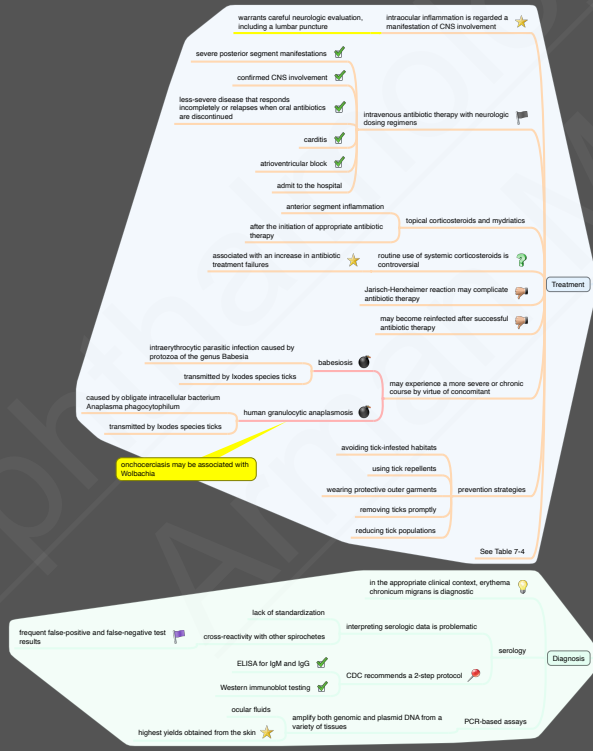 warrants careful neurologic evaluation,
including a lumbar puncture
intraocular inflammation is regarded a
manifestation of CNS involvement
severe posterior segment manifestations
confirmed CNS involvement
less-severe disease that responds
incompletely or relapses when oral antibiotics
are discontinued
carditis
atrioventricular block
admit to the hospital
intravenous antibiotic therapy with neurologic
dosing regimens
anterior segment inflammation
after the initiation of appropriate antibiotic
therapy
topical corticosteroids and mydriatics
associated with an increase in antibiotic
treatment failures
routine use of systemic corticosteroids is
controversial
Jarisch-Herxheimer reaction may complicate
antibiotic therapy
may become reinfected after successful
antibiotic therapy
Treatment
intraerythrocytic parasitic infection caused by
protozoa of the genus Babesia
transmitted by Ixodes species ticks
babesiosis
caused by obligate intracellular bacterium
Anaplasma phagocytophilum
transmitted by Ixodes species ticks
human granulocytic anaplasmosis
may experience a more severe or chronic
course by virtue of concomitant
onchocerciasis may be associated with
Wolbachia
avoiding tick-infested habitats
using tick repellents
wearing protective outer garments
removing ticks promptly
reducing tick populations
prevention strategies
See Table 7-4
in the appropriate clinical context, erythema
chronicum migrans is diagnostic
lack of standardization
frequent false-positive and false-negative test
results
cross-reactivity with other spirochetes
interpreting serologic data is problematic
ELISA for IgM and IgG
Western immunoblot testing
CDC recommends a 2-step protocol
serology
Diagnosis
ocular fluids
highest yields obtained from the skin
amplify both genomic and plasmid DNA from a
variety of tissues
PCR-based assays